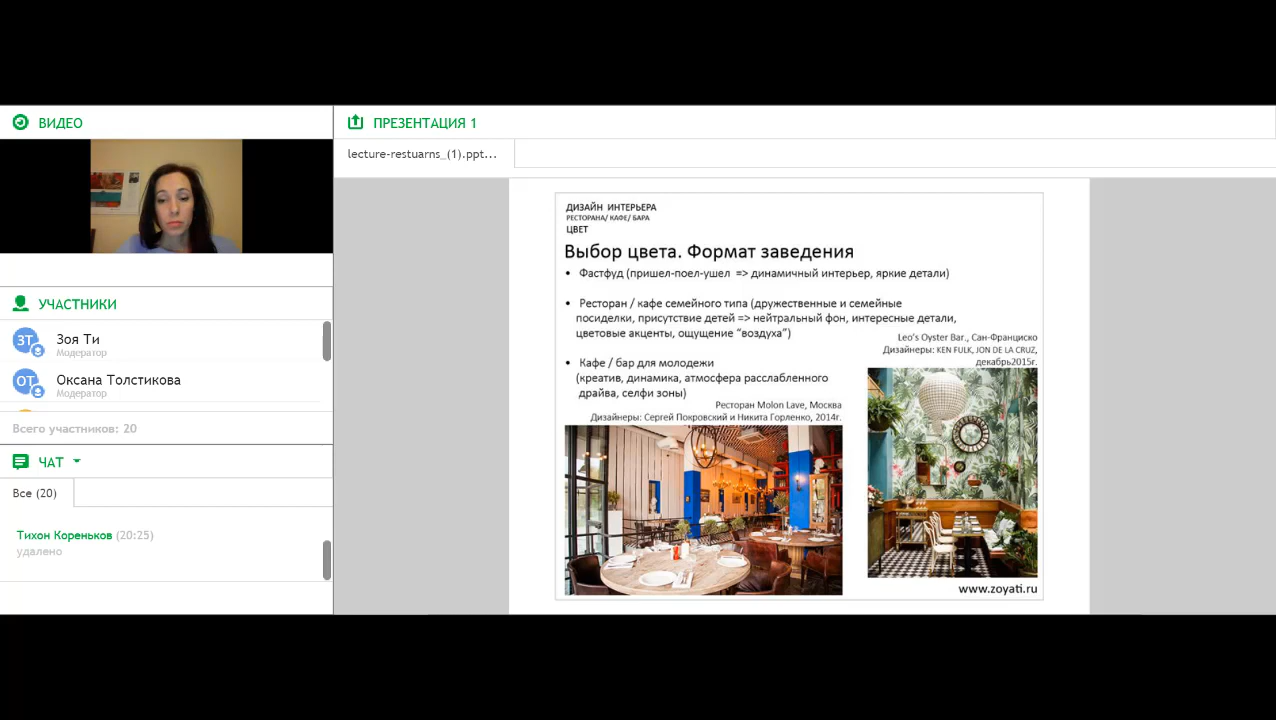 ВИДЕО
УЧАСТНИКИ
ЗТ
Зоя Ти
Модератор
ОТ
Оксана Толстикова
Модератор
Всего участников: 20
ЧАТ
Все (20)
Тихон Кореньков (20:25)
удалено
ПРЕЗЕНТАЦИЯ 1
lecture-restuarns_(1).ppt...
ДИЗАЙН ИНТЕРЬЕРА
РЕСТОРАНА/ КАФЕ/ БАРА
ЦВЕТ
Выбор цвета. Формат заведения
• Фастфуд (пришел-поел-ушел => динамичный интерьер, яркие детали)
• Ресторан / кафе семейного типа (дружественные и семейные
посиделки, присутствие детей => нейтральный фон, интересные детали,
цветовые акценты, ощущение “воздуха”)
• Кафе / бар для молодежи
(креатив, динамика, атмосфера расслабленного
драйва, селфи зоны)
Leo’s Oyster Bar., Сан-Франциско
Дизайнеры: KEN FULK, JON DE LA CRUZ,
декабрь2015г.
Ресторан Molon Lave, Москва
Дизайнеры: Сергей Покровский и Никита Горленко, 2014г.
www.zoyati.ru